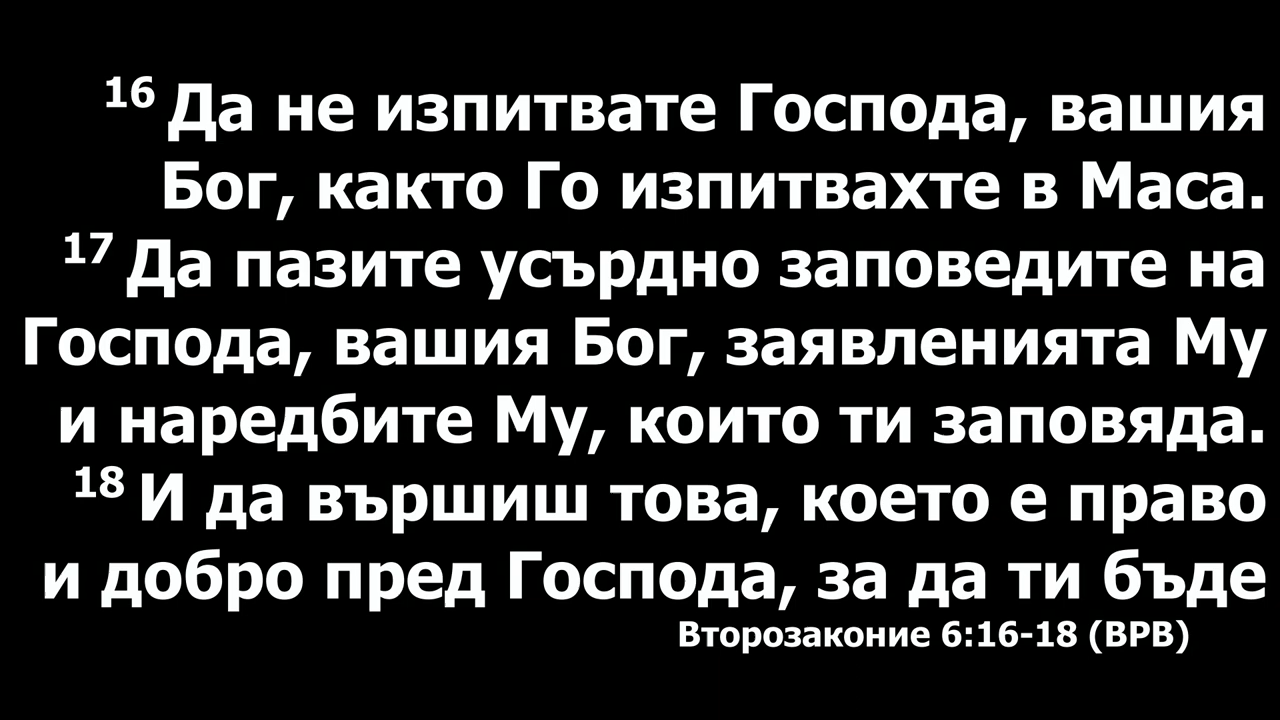 16 Да не изпитвате Господа, вашия
Бог, както Го изпитвахте в Маса.
17 Да пазите усърдно заповедите на
Господа, вашия Бог, заявленията Му
и наредбите Му, които ти заповяда.
18 И да вършиш това, което е право
и добро пред Господа, за да ти бъде
Второзаконие 6:16-18 (ВРВ)